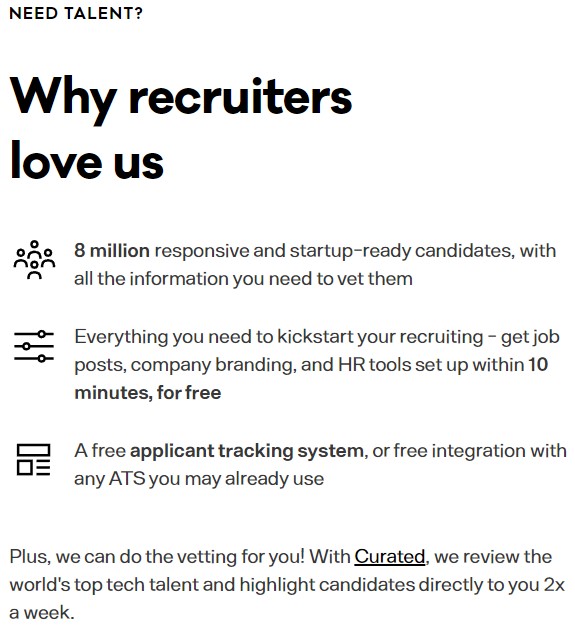 NEED TALENT?
Why recruiters
love us
8 million responsive and startup-ready candidates, with
all the information you need to vet them
Everything you need to kickstart your recruiting - get job
posts, company branding, and HR tools set up within 10
minutes, for free
A free applicant tracking system, or free integration with
any ATS you may already use
Plus, we can do the vetting for you! With Curated, we review the
world's top tech talent and highlight candidates directly to you 2x
a week.